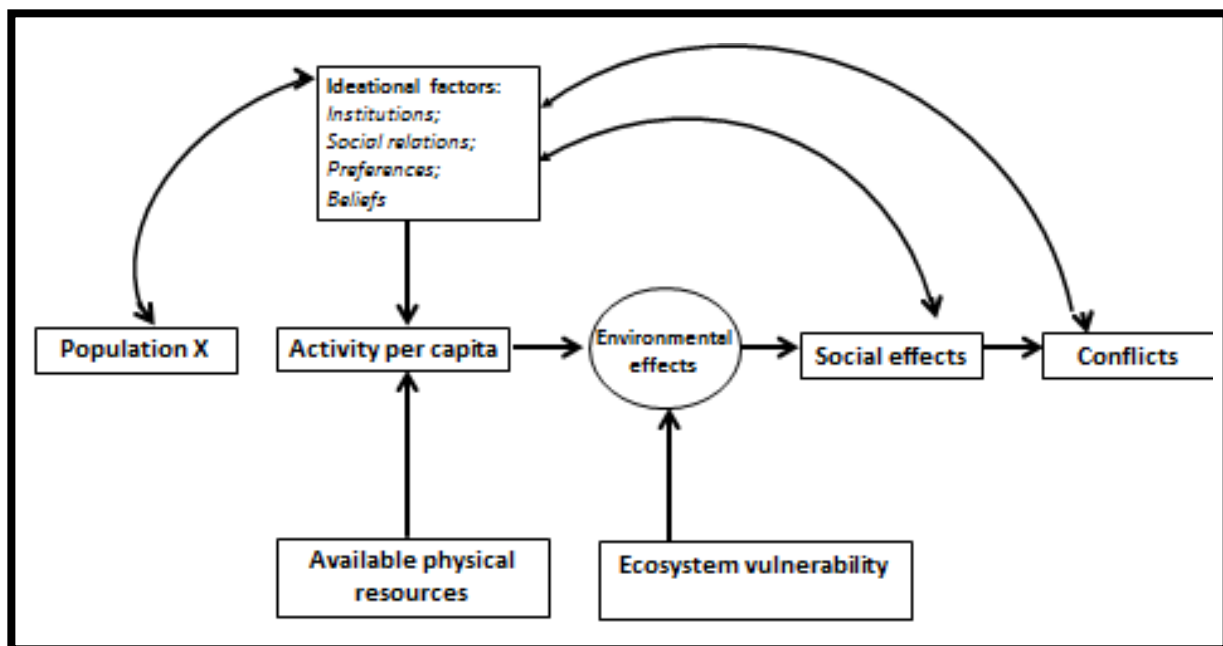 Ideational factors:
Institutions;
Social relations;
Preferences;
Beliefs
Population X
Activity per capita
Environmental
effects
Social effects
Conflicts
Available physical
resources
Ecosystem vulnerability